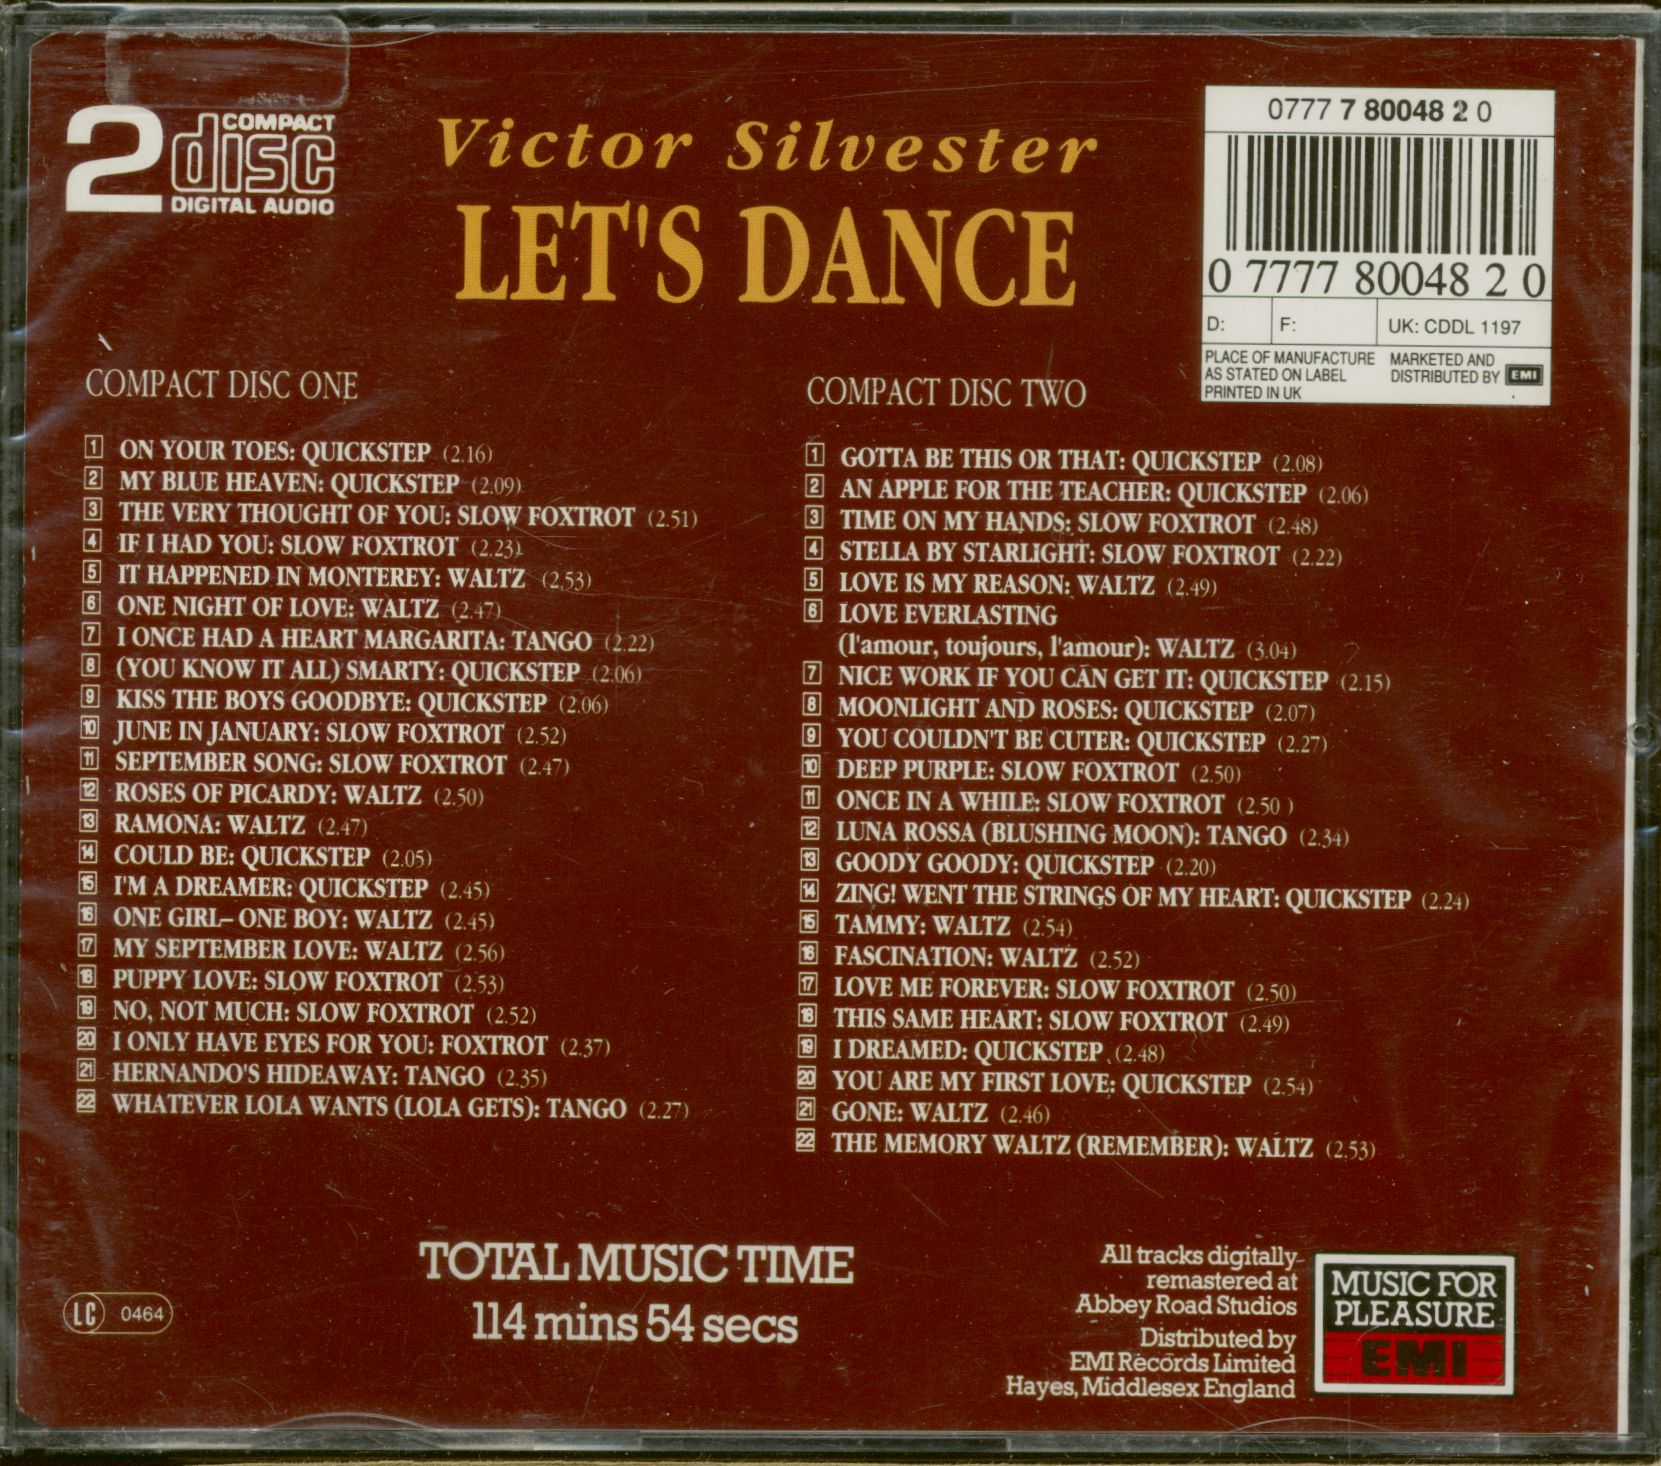 2 COMPACT
disc
DIGITAL AUDIO
Victor Silvester
LET'S DANCE
0777 7 80048 2 0
0 7777 80048 2 0
D:
F:
UK: CDDL 1197
PLACE OF MANUFACTURE
AS STATED ON LABEL
PRINTED IN UK
MARKETED AND
DISTRIBUTED BY EMI
COMPACT DISC ONE
1 ON YOUR TOES: QUICKSTEP (2.16)
2 MY BLUE HEAVEN: QUICKSTEP (2.09)
3 THE VERY THOUGHT OF YOU: SLOW FOXTROT (2.51)
4 IF I HAD YOU: SLOW FOXTROT (2.23)
5 IT HAPPENED IN MONTEREY: WALTZ (2.53)
6 ONE NIGHT OF LOVE: WALTZ (2.47)
7 I ONCE HAD A HEART MARGARITA: TANGO (2.22)
8 (YOU KNOW IT ALL) SMARTY: QUICKSTEP (2.06)
9 KISS THE BOYS GOODBYE: QUICKSTEP (2.06)
10 JUNE IN JANUARY: SLOW FOXTROT (2.52)
11 SEPTEMBER SONG: SLOW FOXTROT (2.47)
12 ROSES OF PICARDY: WALTZ (2.50)
13 RAMONA: WALTZ (2.47)
14 COULD BE: QUICKSTEP (2.05)
15 I'M A DREAMER: QUICKSTEP (2.45)
16 ONE GIRL– ONE BOY: WALTZ (2.45)
17 MY SEPTEMBER LOVE: WALTZ (2.56)
18 PUPPY LOVE: SLOW FOXTROT (2.53)
19 NO, NOT MUCH: SLOW FOXTROT (2.52)
20 I ONLY HAVE EYES FOR YOU: FOXTROT (2.37)
21 HERNANDO'S HIDEAWAY: TANGO (2.35)
22 WHATEVER LOLA WANTS (LOLA GETS): TANGO (2.27)
COMPACT DISC TWO
1 GOTTA BE THIS OR THAT: QUICKSTEP (2.08)
2 AN APPLE FOR THE TEACHER: QUICKSTEP (2.06)
3 TIME ON MY HANDS: SLOW FOXTROT (2.48)
4 STELLA BY STARLIGHT: SLOW FOXTROT (2.22)
5 LOVE IS MY REASON: WALTZ (2.49)
6 LOVE EVERLASTING
(l'amour, toujours, l'amour): WALTZ (3.04)
7 NICE WORK IF YOU CAN GET IT: QUICKSTEP (2.15)
8 MOONLIGHT AND ROSES: QUICKSTEP (2.07)
9 YOU COULDN'T BE CUTER: QUICKSTEP (2.27)
10 DEEP PURPLE: SLOW FOXTROT (2.50)
11 ONCE IN A WHILE: SLOW FOXTROT (2.50 )
12 LUNA ROSSA (BLUSHING MOON): TANGO (2.34)
13 GOODY GOODY: QUICKSTEP (2.20)
14 ZING! WENT THE STRINGS OF MY HEART: QUICKSTEP (2.24)
15 TAMMY: WALTZ (2.54)
16 FASCINATION: WALTZ (2.52)
17 LOVE ME FOREVER: SLOW FOXTROT (2.50)
18 THIS SAME HEART: SLOW FOXTROT (2.49)
19 I DREAMED: QUICKSTEP (2.48)
20 YOU ARE MY FIRST LOVE: QUICKSTEP (2.54)
21 GONE: WALTZ (2.46)
22 THE MEMORY WALTZ (REMEMBER): WALTZ (2.53)
TOTAL MUSIC TIME
114 mins 54 secs
LC 0464
All tracks digitally
remastered at
Abbey Road Studios
Distributed by
EMI Records Limited
Hayes, Middlesex England
MUSIC FOR
PLEASURE
EMI